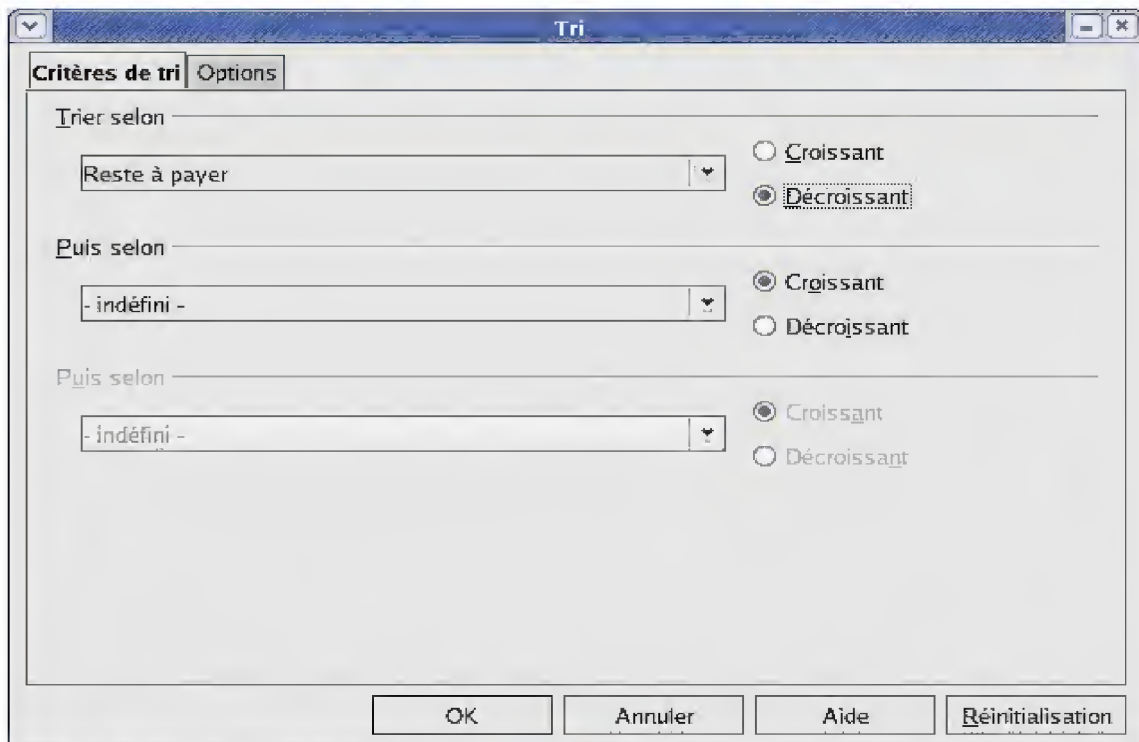 Tri
Critères de tri Options
Trier selon
Reste à payer
Croissant
Décroissant
Puis selon
- indéfini -
Croissant
Décroissant
Puis selon
- indéfini -
Croissant
Décroissant
OK Annuler Aide Réinitialisation